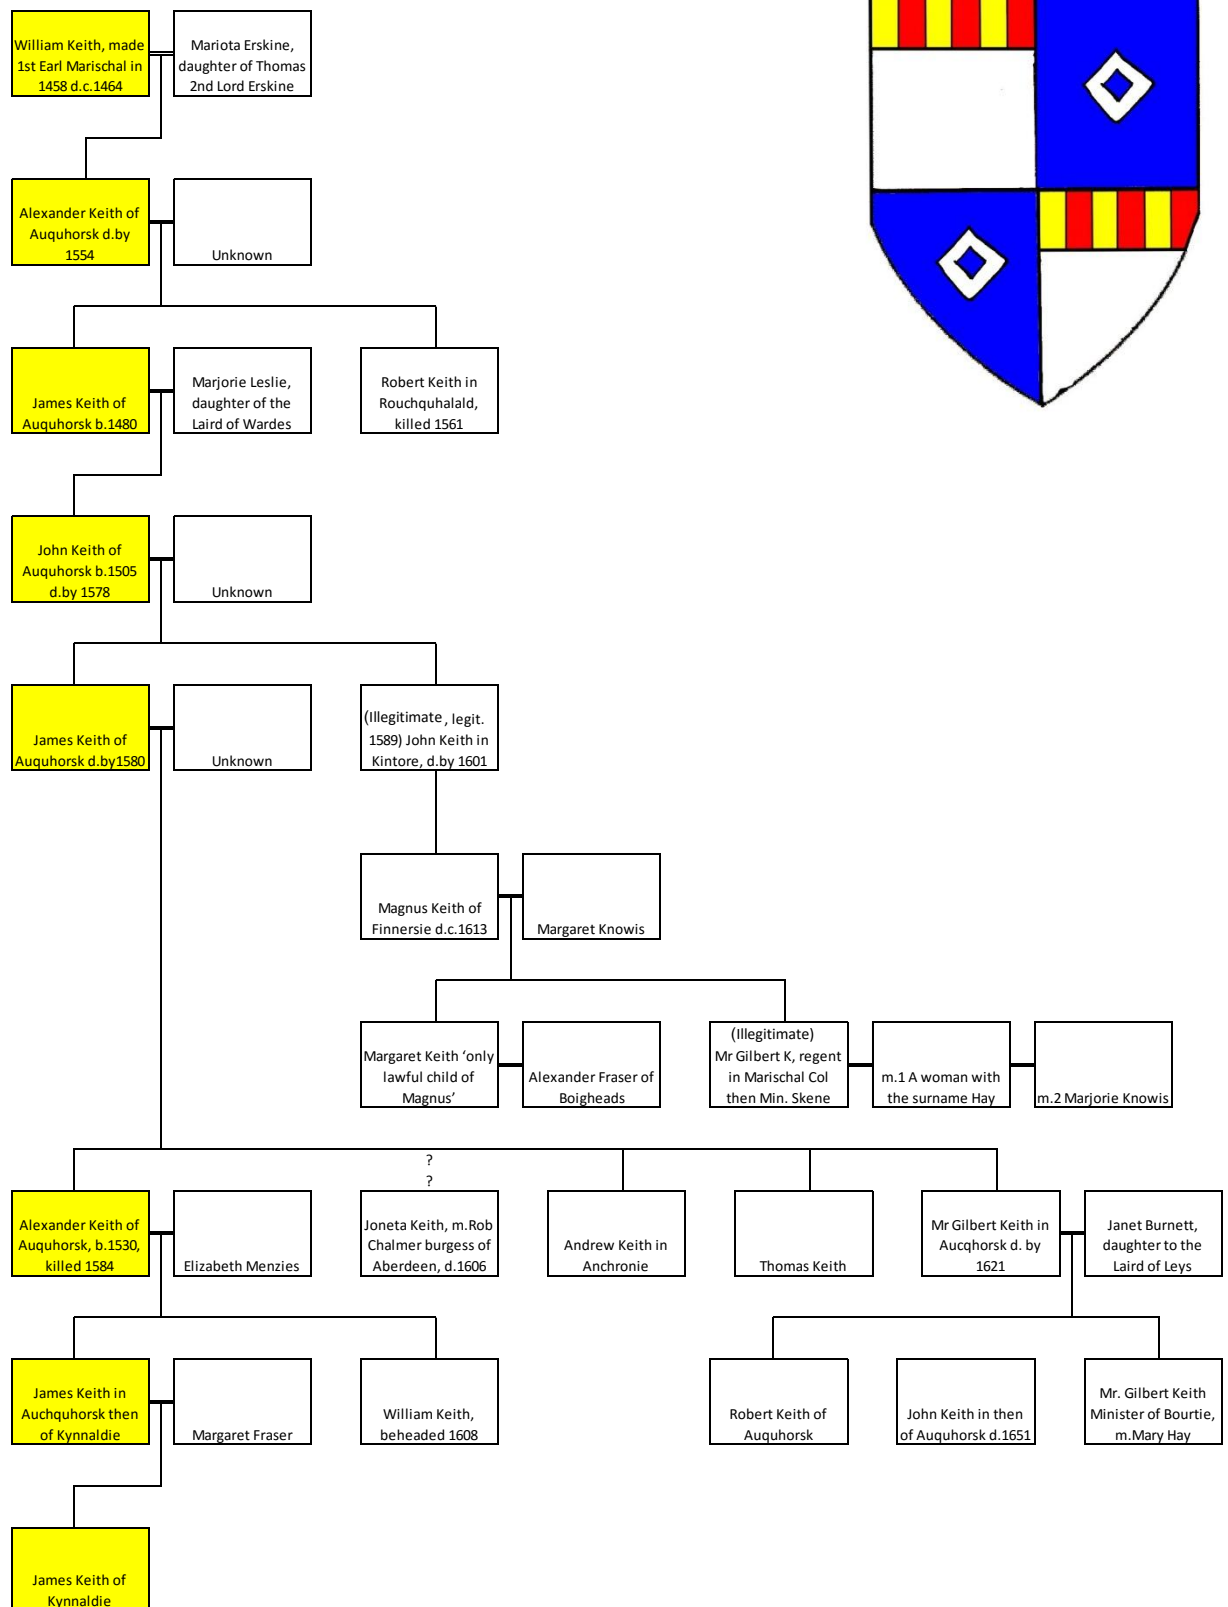 William Keith, made
1st Earl Marischal in
1458 d.c.1464
Mariota Erskine,
daughter of Thomas
2nd Lord Erskine
Alexander Keith of
Auquhorsk d.by
1554
Unknown
James Keith of
Auquhorsk b.1480
Marjorie Leslie,
daughter of the
Laird of Wardes
Robert Keith in
Rouchquhalald,
killed 1561
John Keith of
Auquhorsk b.1505
d.by 1578
Unknown
James Keith of
Auquhorsk d.by1580
Unknown
(Illegitimate, legit.
1589) John Keith in
Kintore, d.by 1601
Magnus Keith of
Finnersie d.c.1613
Margaret Knowis
Margaret Keith ‘only
lawful child of
Magnus’
Alexander Fraser of
Boigheads
(Illegitimate)
Mr Gilbert K, regent
in Marischal Col
then Min. Skene
m.1 A woman with
the surname Hay
m.2 Marjorie Knowis
?
?
Alexander Keith of
Auquhorsk, b.1530,
killed 1584
Elizabeth Menzies
Joneta Keith, m.Rob
Chalmer burgess of
Aberdeen, d.1606
Andrew Keith in
Anchronie
Thomas Keith
Mr Gilbert Keith in
Aucqhorsk d. by
1621
Janet Burnett,
daughter to the
Laird of Leys
James Keith in
Auchquhorsk then
of Kynnaldie
Margaret Fraser
William Keith,
beheaded 1608
Robert Keith of
Auquhorsk
John Keith in then
of Auquhorsk d.1651
Mr. Gilbert Keith
Minister of Bourtie,
m.Mary Hay
James Keith of
Kynnaldie